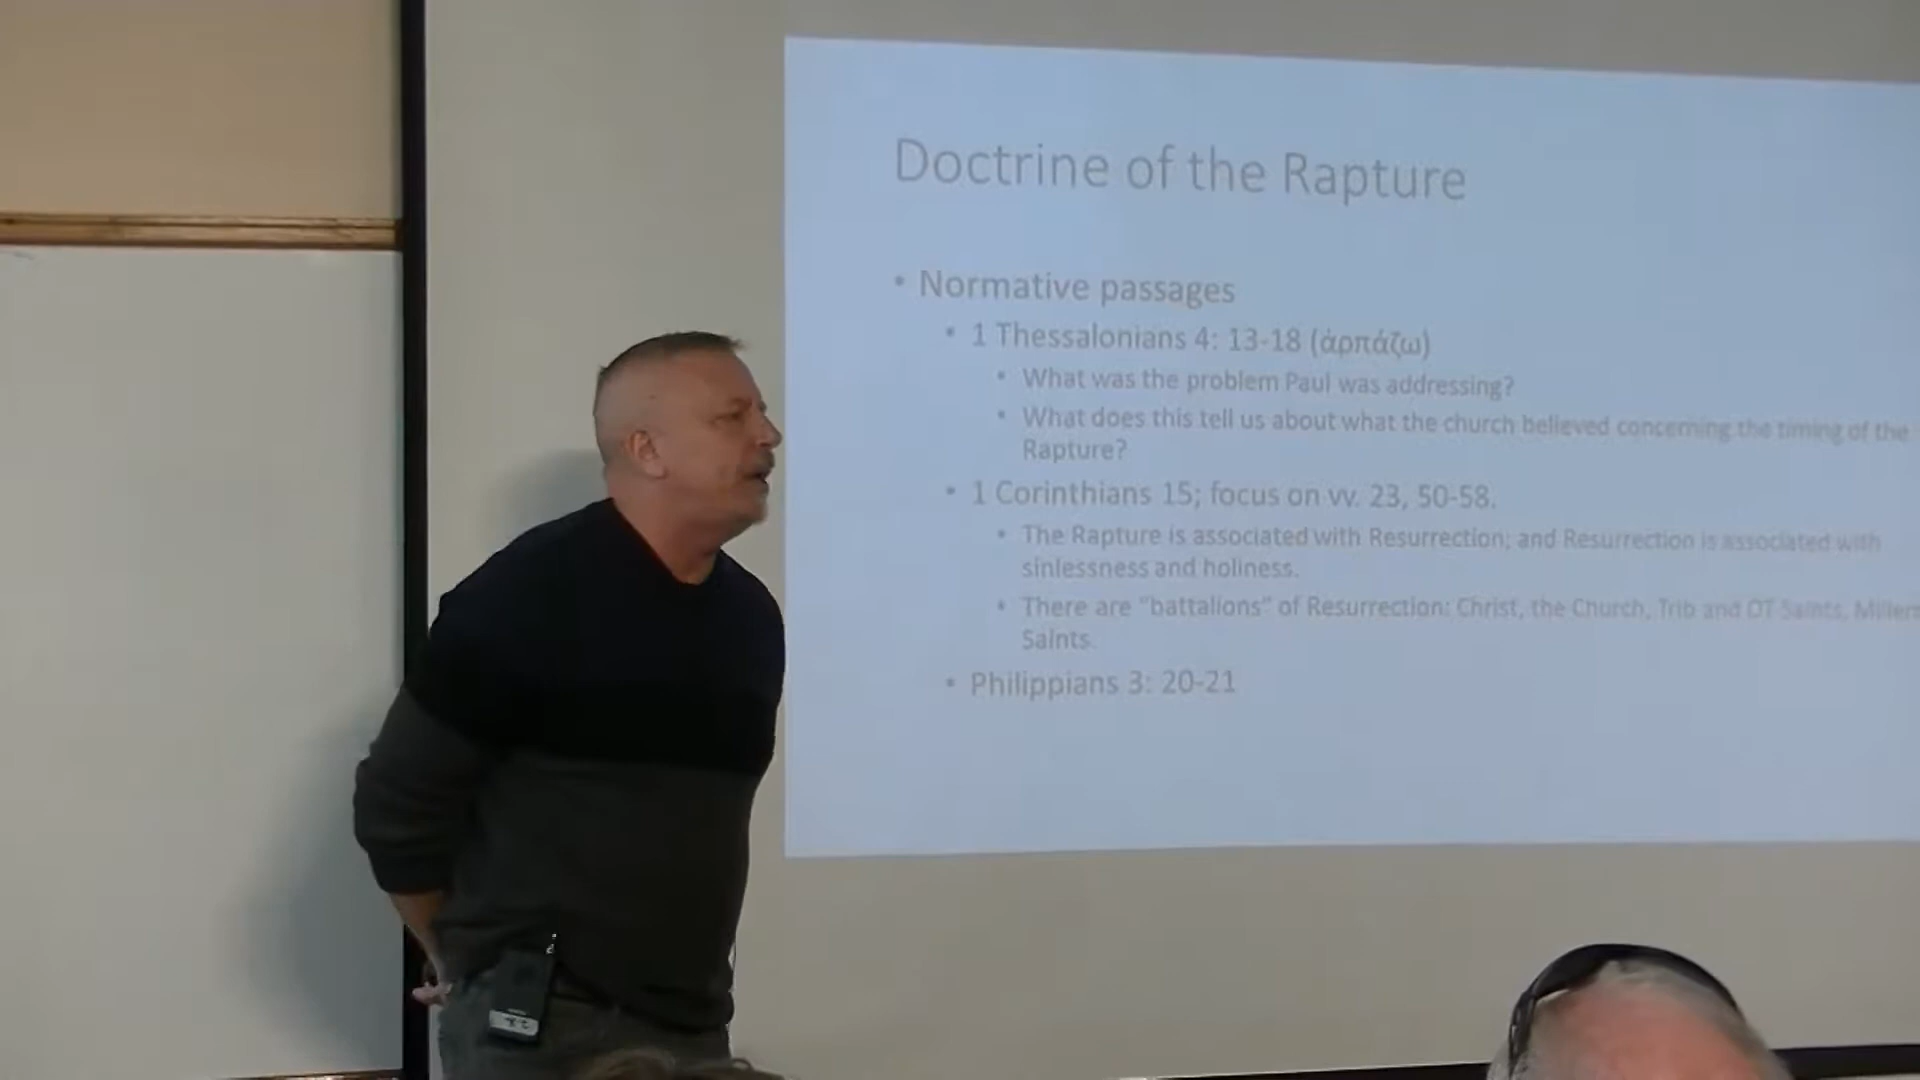 Doctrine of the Rapture
• Normative passages
• 1 Thessalonians 4: 13-18 (ἁρπάζω)
• What was the problem Paul was addressing?
• What does this tell us about what the church believed concerning the timing of the
Rapture?
• 1 Corinthians 15; focus on vv. 23, 50-58.
• The Rapture is associated with Resurrection; and Resurrection is associated with
sinlessness and holiness.
• There are "battalions" of Resurrection: Christ, the Church, Trib and OT Saints,
Saints.
• Philippians 3: 20-21